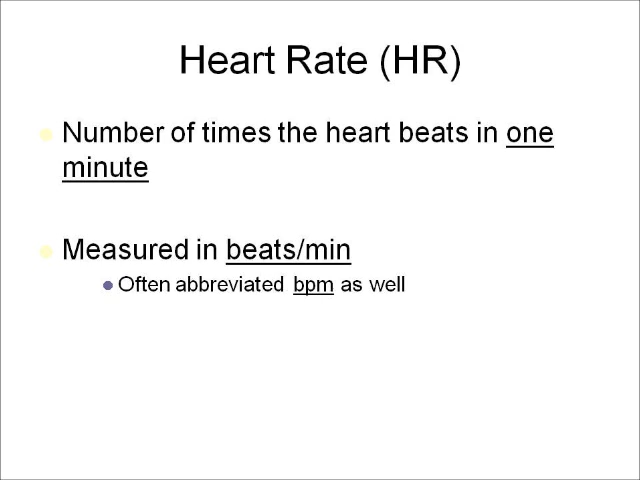 Heart Rate (HR)
Number of times the heart beats in one
minute
Measured in beats/min
Often abbreviated bpm as well